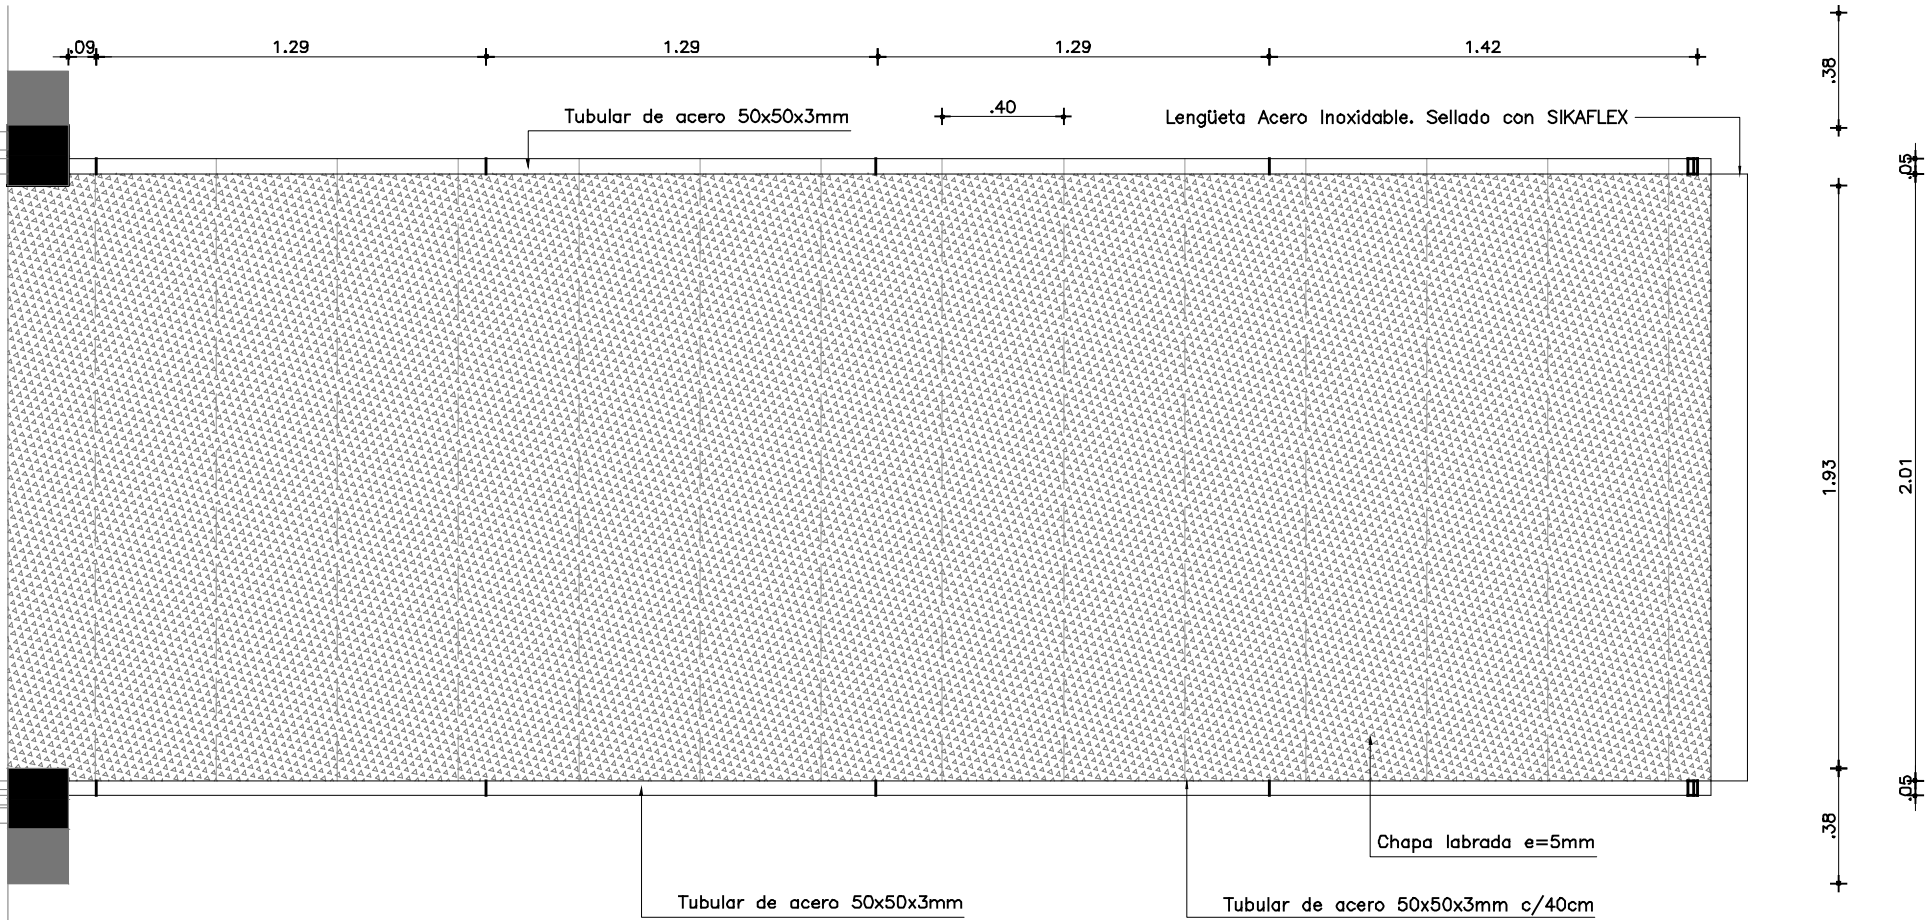 .09
1.29
1.29
1.29
1.42
.38
Tubular de acero 50x50x3mm
.40
Lengüeta Acero Inoxidable. Sellado con SIKAFLEX
.05
1.93
2.01
.05
.38
Chapa labrada e=5mm
Tubular de acero 50x50x3mm
Tubular de acero 50x50x3mm c/40cm